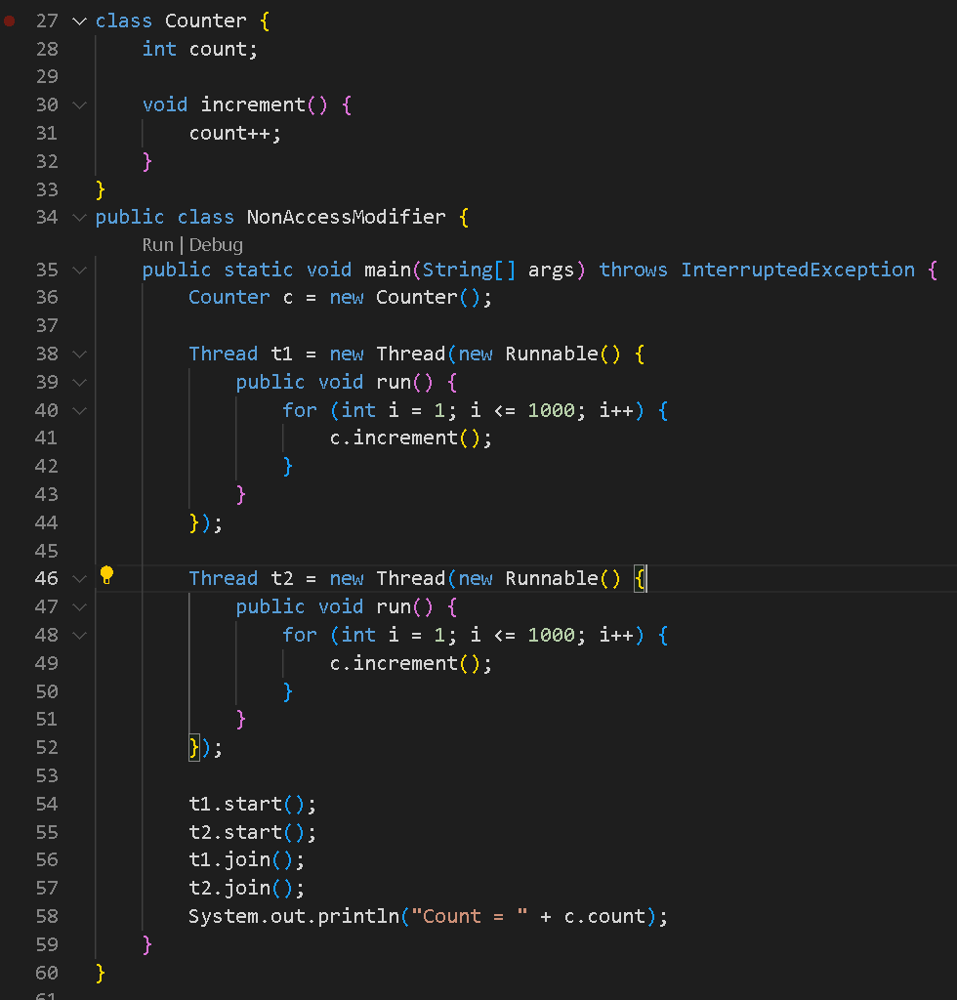 27 class Counter {
28     int count;
29
30     void increment() {
31         count++;
32     }
33 }
34 public class NonAccessModifier {
Run | Debug
35     public static void main(String[] args) throws InterruptedException {
36         Counter c = new Counter();
37
38         Thread t1 = new Thread(new Runnable() {
39             public void run() {
40                 for (int i = 1; i <= 1000; i++) {
41                     c.increment();
42                 }
43             }
44         });
45
46         Thread t2 = new Thread(new Runnable() {
47             public void run() {
48                 for (int i = 1; i <= 1000; i++) {
49                     c.increment();
50                 }
51             }
52         });
53
54         t1.start();
55         t2.start();
56         t1.join();
57         t2.join();
58         System.out.println("Count = " + c.count);
59     }
60 }
61